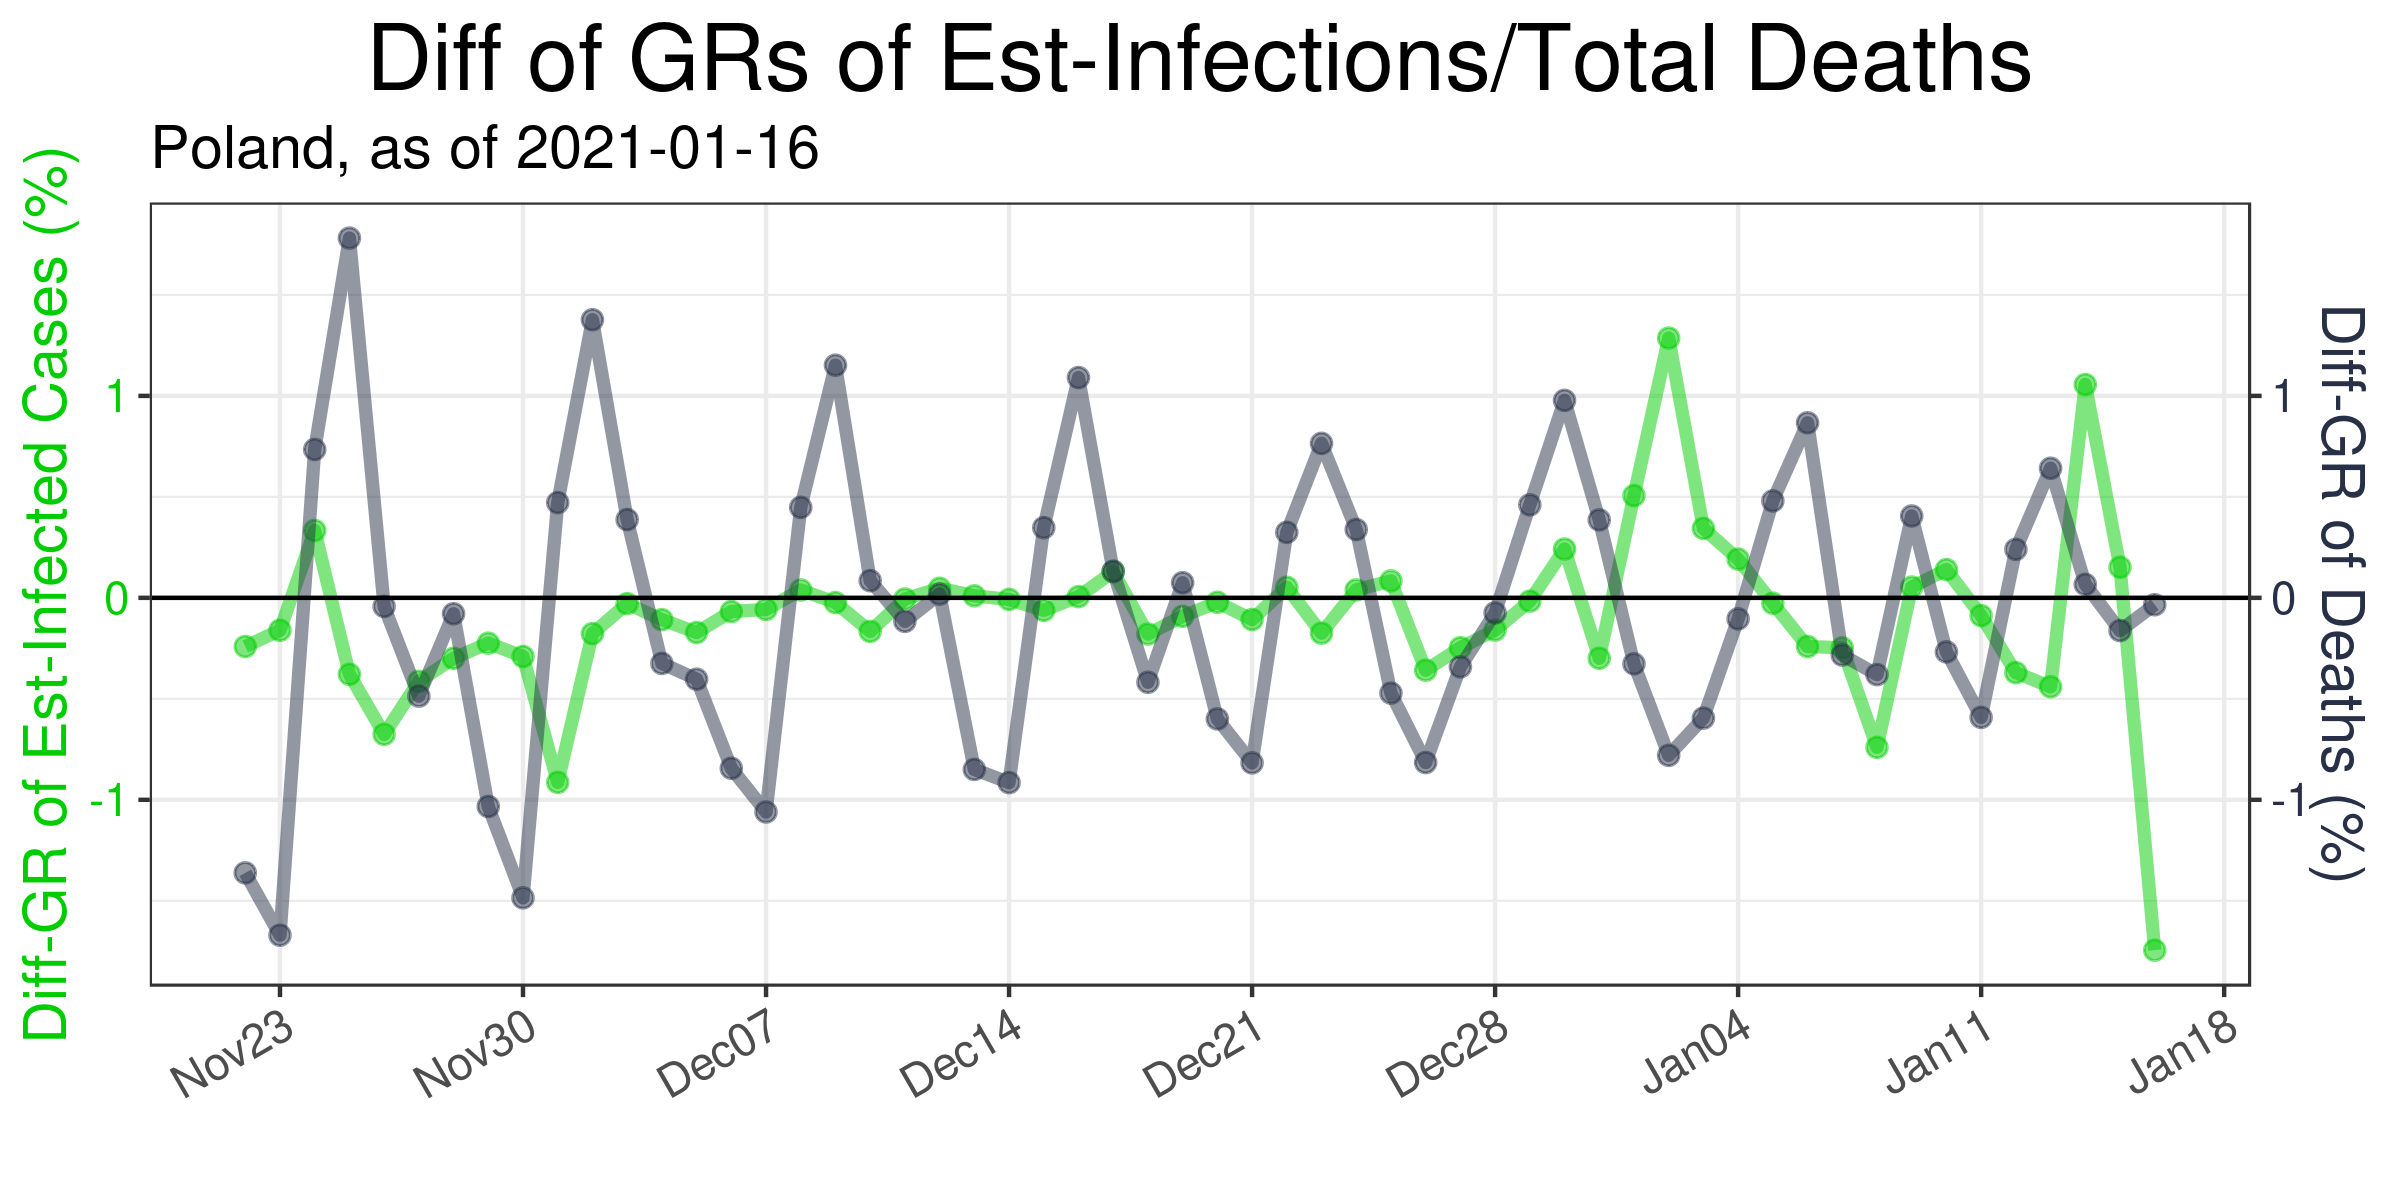 Diff of GRs of Est-Infections/Total Deaths
Poland, as of 2021-01-16
Diff-GR of Est-Infected Cases (%)
1
0
-1
1
0
-1
Diff-GR of Deaths (%)
Nov23
Nov30
Dec07
Dec14
Dec21
Dec28
Jan04
Jan11
Jan18